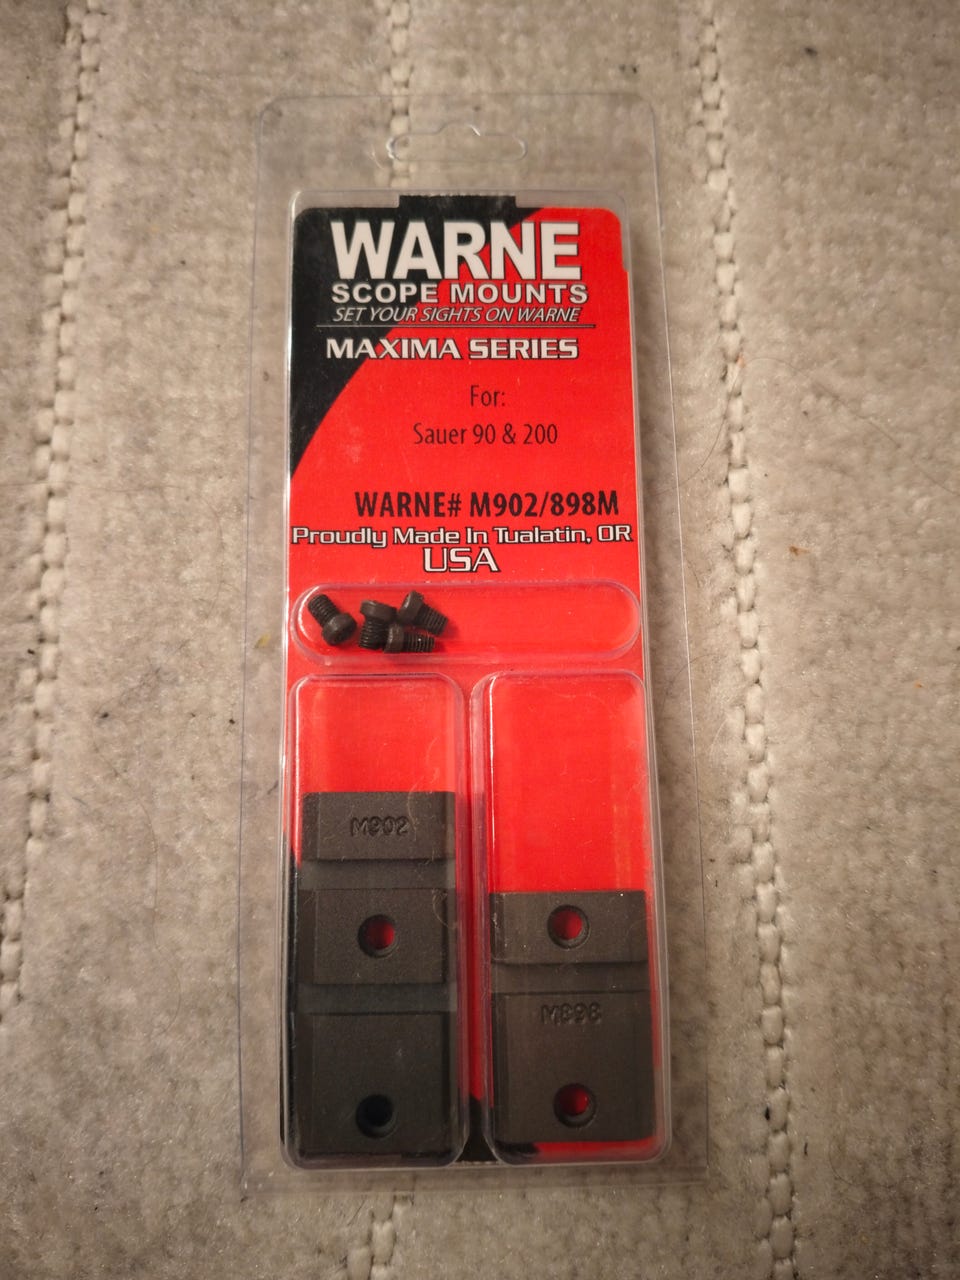 WARNE
SCOPE MOUNTS
SET YOUR SIGHTS ON WARNE
MAXIMA SERIES
For:
Sauer 90 & 200
WARNE# M902/898M
Proudly Made In Tualatin, OR
USA
M902
M898